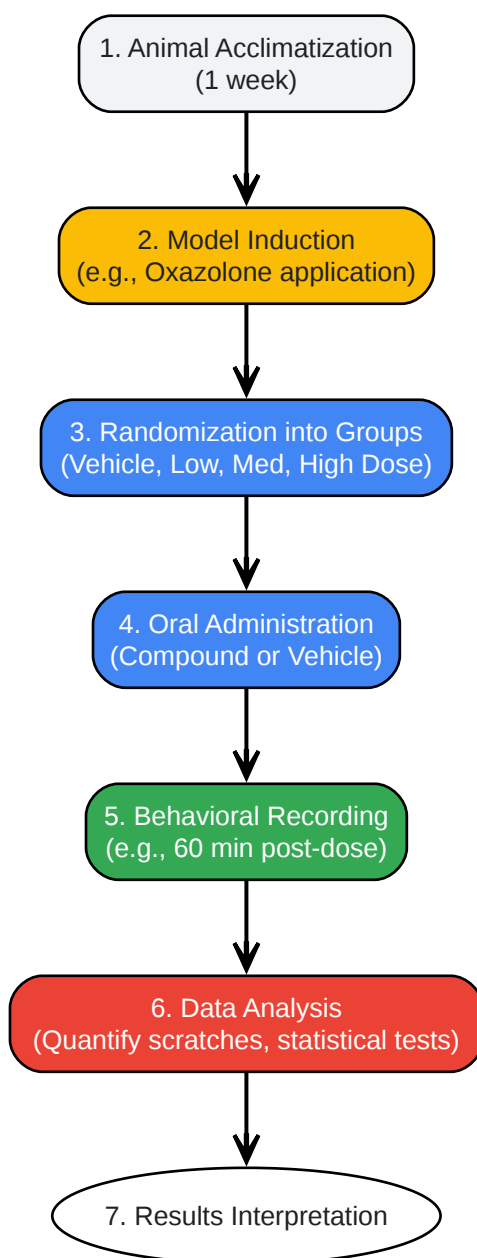 1. Animal Acclimatization
(1 week)
2. Model Induction
(e.g., Oxazolone application)
3. Randomization into Groups
(Vehicle, Low, Med, High Dose)
4. Oral Administration
(Compound or Vehicle)
5. Behavioral Recording
(e.g., 60 min post-dose)
6. Data Analysis
(Quantify scratches, statistical tests)
7. Results Interpretation